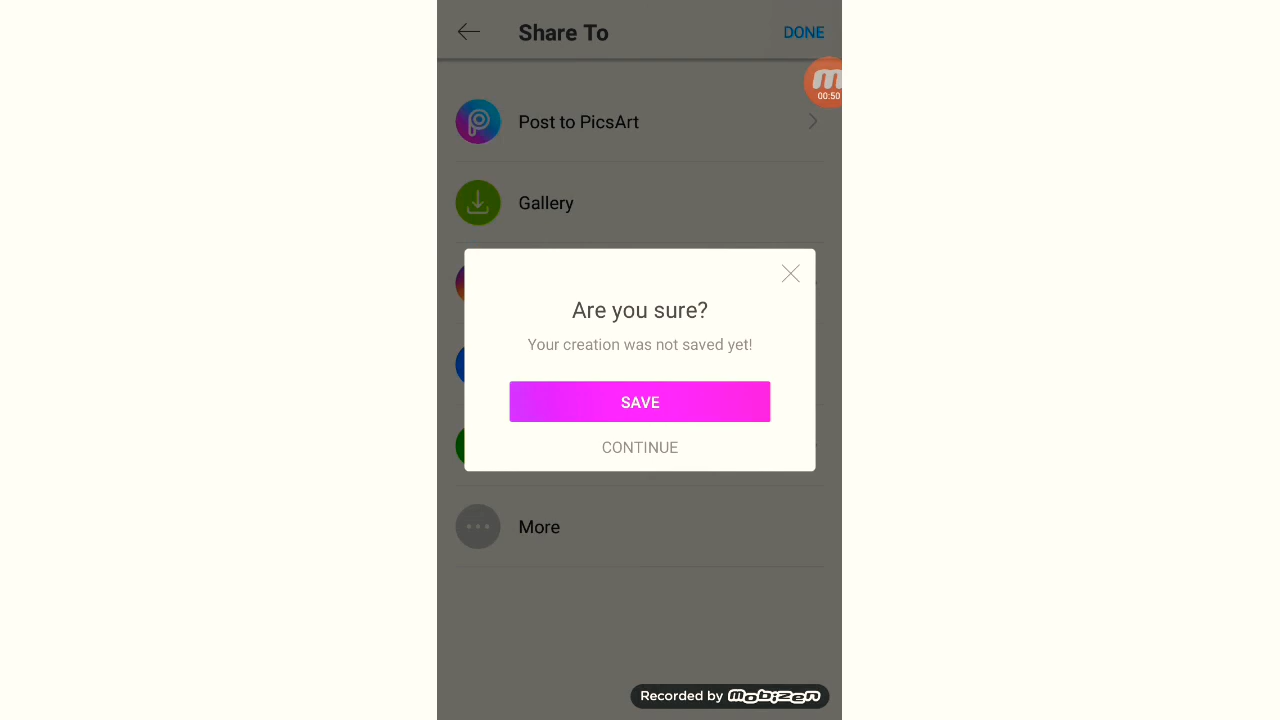 Share To
DONE
00:50
Post to PicsArt
Gallery
Are you sure?
Your creation was not saved yet!
SAVE
CONTINUE
More
Recorded by mobizen